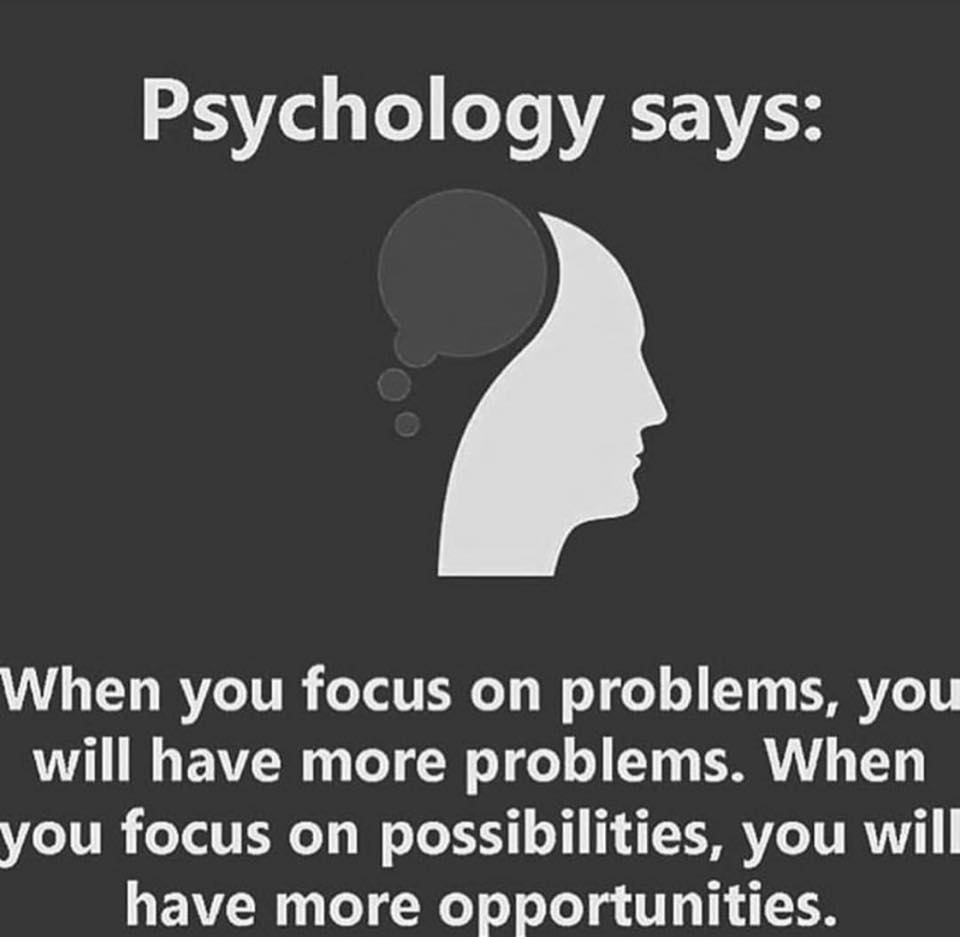 Psychology says:
When you focus on problems, you
will have more problems. When
you focus on possibilities, you will
have more opportunities.